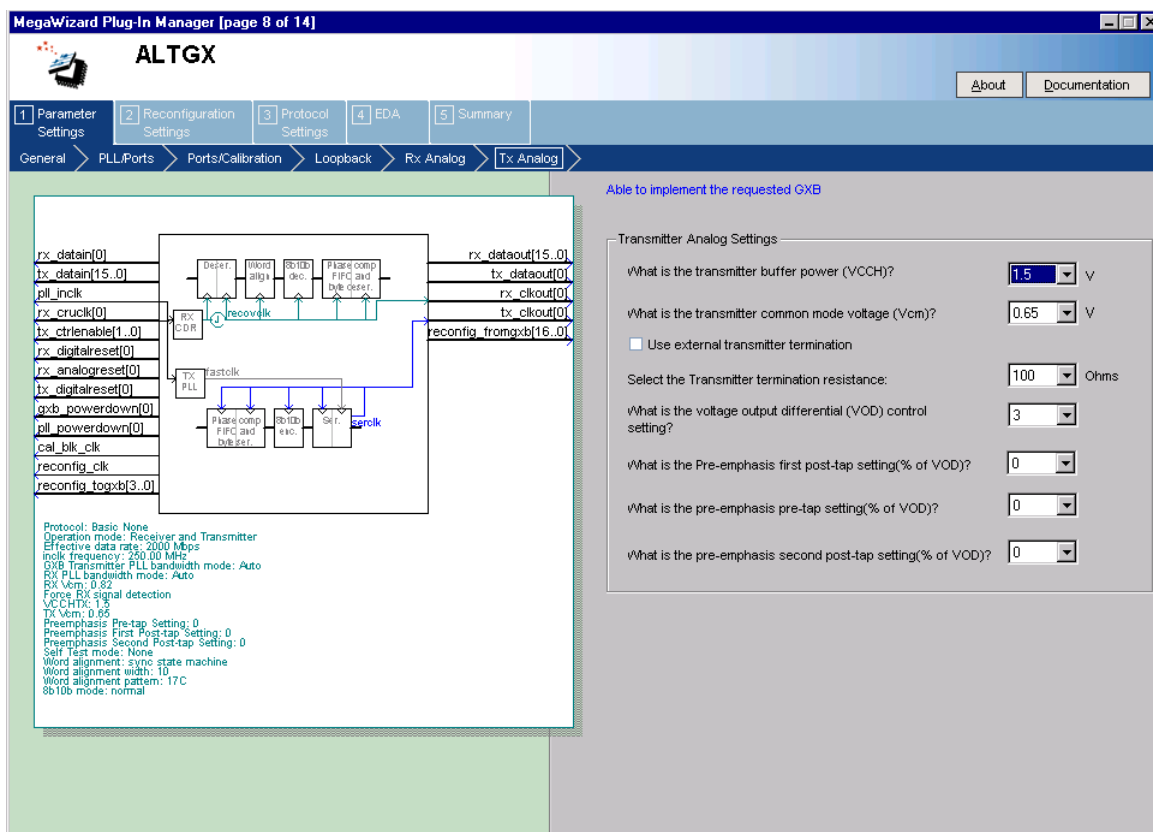 MegaWizard Plug-In Manager [page 8 of 14]
ALTGX
About
Documentation
1 Parameter Settings
2 Reconfiguration Settings
3 Protocol Settings
4 EDA
5 Summary
General
PLL/Ports
Ports/Calibration
Loopback
Rx Analog
Tx Analog
rx_datain[0]
tx_datain[15..0]
pll_inclk
rx_cruclk[0]
tx_ctrlenable[1..0]
rx_digitalreset[0]
rx_analogreset[0]
tx_digitalreset[0]
gxb_powerdown[0]
pll_powerdown[0]
cal_blk_clk
reconfig_clk
reconfig_togxb[3..0]
Deser.
Word align
8b10b dec.
Phase comp FIFC and byte deser.
RX CDR
recovclk
TX PLL
fastclk
Phase comp FIFC and byte ser.
8b10b enc.
Ser.
serclk
rx_dataout[15..0]
tx_dataout[0]
rx_clkout[0]
tx_clkout[0]
reconfig_fromgxb[16..0]
Protocol: Basic None
Operation mode: Receiver and Transmitter
Effective data rate: 2000 Mbps
inclk frequency: 250.00 MHz
GXB Transmitter PLL bandwidth mode: Auto
RX PLL bandwidth mode: Auto
RX Vcm: 0.82
Force RX signal detection
VCCHTX: 1.5
TX Vcm: 0.65
Preemphasis Pre-tap Setting: 0
Preemphasis First Post-tap Setting: 0
Preemphasis Second Post-tap Setting: 0
Self Test mode: None
Word alignment: sync state machine
Word alignment width: 10
Word alignment pattern: 17C
8b10b mode: normal
Able to implement the requested GXB
Transmitter Analog Settings
What is the transmitter buffer power (VCCH)? 1.5 V
What is the transmitter common mode voltage (Vcm)? 0.65 V
Use external transmitter termination
Select the Transmitter termination resistance: 100 Ohms
What is the voltage output differential (VOD) control
setting? 3
What is the Pre-emphasis first post-tap setting(% of VOD)? 0
What is the pre-emphasis pre-tap setting(% of VOD)? 0
What is the pre-emphasis second post-tap setting(% of VOD)? 0